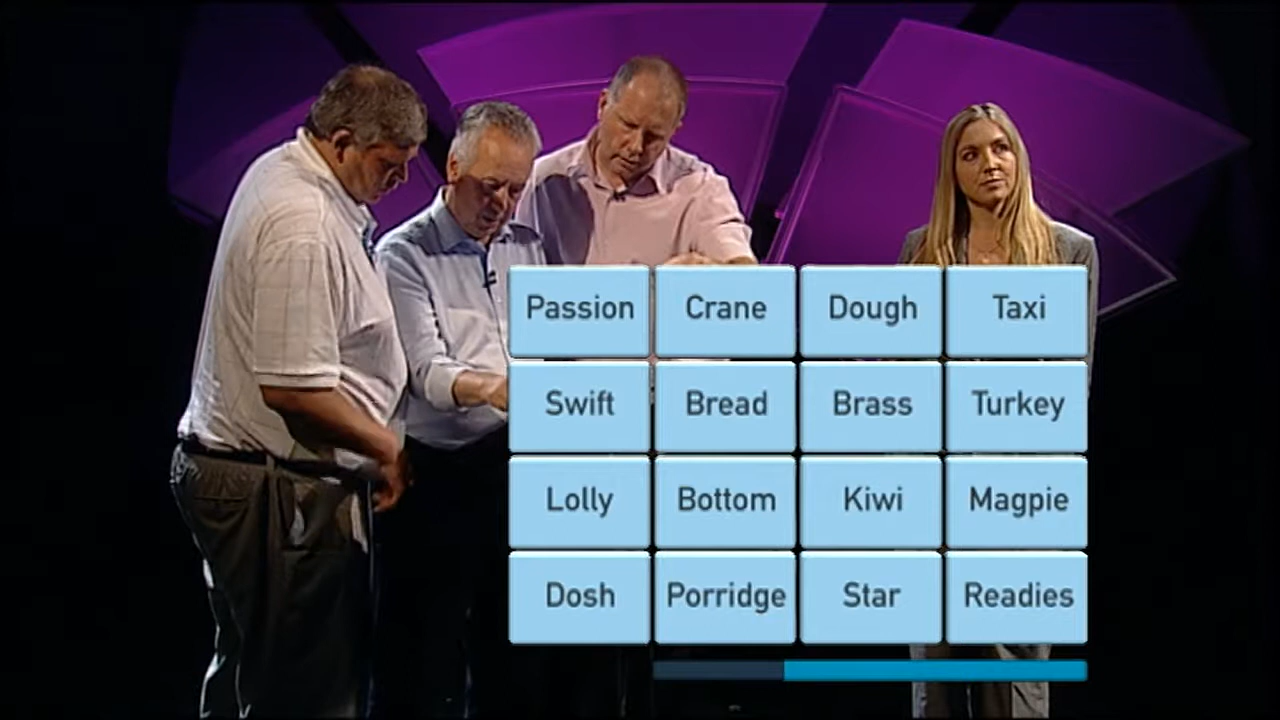 Passion Crane Dough Taxi
Swift Bread Brass Turkey
Lolly Bottom Kiwi Magpie
Dosh Porridge Star Readies